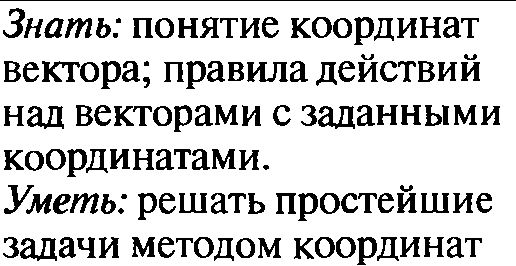 Знать: понятие координат
вектора; правила действий
над векторами с заданными
координатами.
Уметь: решать простейшие
задачи методом координат